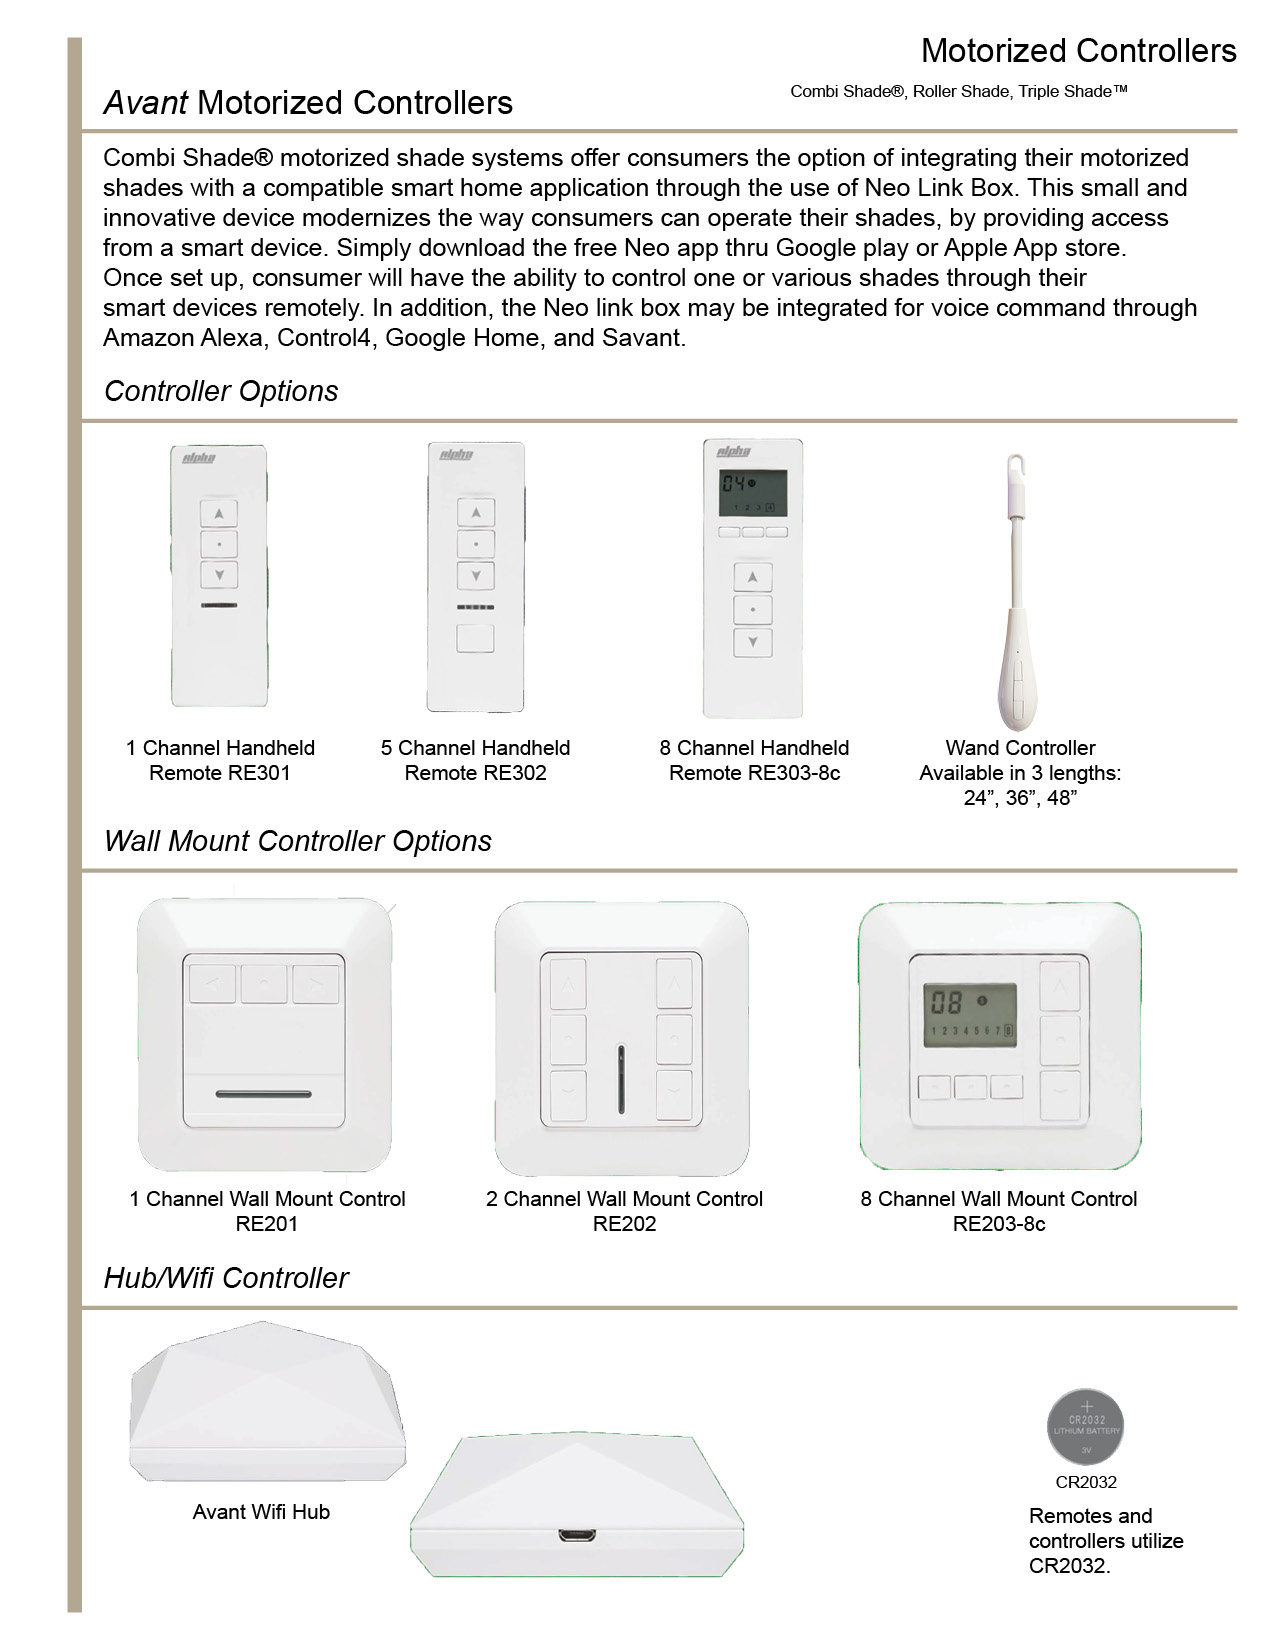 Motorized Controllers
Combi Shade®, Roller Shade, Triple Shade™
Avant Motorized Controllers
Combi Shade® motorized shade systems offer consumers the option of integrating their motorized
shades with a compatible smart home application through the use of Neo Link Box. This small and
innovative device modernizes the way consumers can operate their shades, by providing access
from a smart device. Simply download the free Neo app thru Google play or Apple App store.
Once set up, consumer will have the ability to control one or various shades through their
smart devices remotely. In addition, the Neo link box may be integrated for voice command through
Amazon Alexa, Control4, Google Home, and Savant.
Controller Options
alpha
alpha
alpha
04
1 2 3 4
1 Channel Handheld
Remote RE301
5 Channel Handheld
Remote RE302
8 Channel Handheld
Remote RE303-8c
Wand Controller
Available in 3 lengths:
24”, 36”, 48”
Wall Mount Controller Options
08
1 2 3 4 5 6 7 8
1 Channel Wall Mount Control
RE201
2 Channel Wall Mount Control
RE202
8 Channel Wall Mount Control
RE203-8c
Hub/Wifi Controller
Avant Wifi Hub
+
CR2032
LITHIUM BATTERY
3V
CR2032
Remotes and
controllers utilize
CR2032.